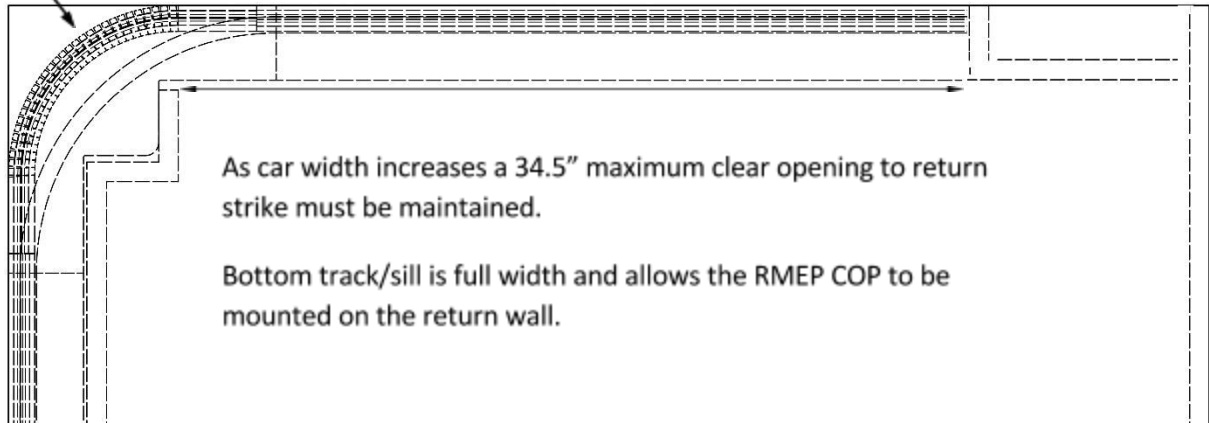 As car width increases a 34.5” maximum clear opening to return
strike must be maintained.
Bottom track/sill is full width and allows the RMEP COP to be
mounted on the return wall.